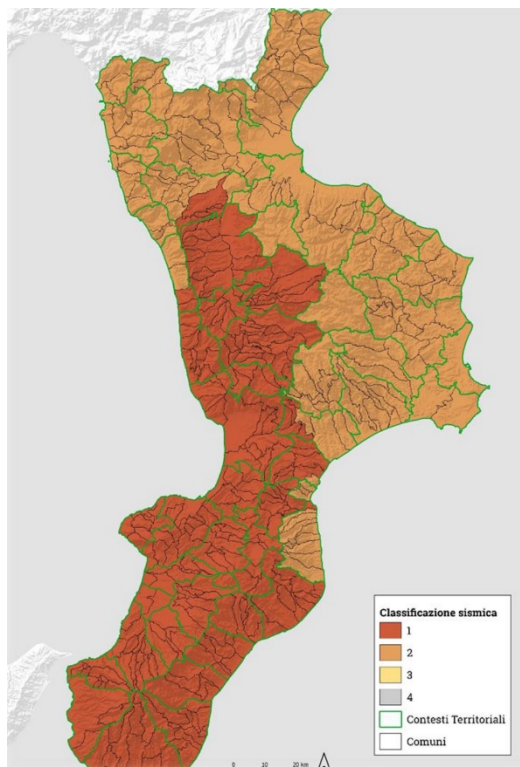 Classificazione sismica
1
2
3
4
Contesti Territoriali
Comuni
0 10 20 km